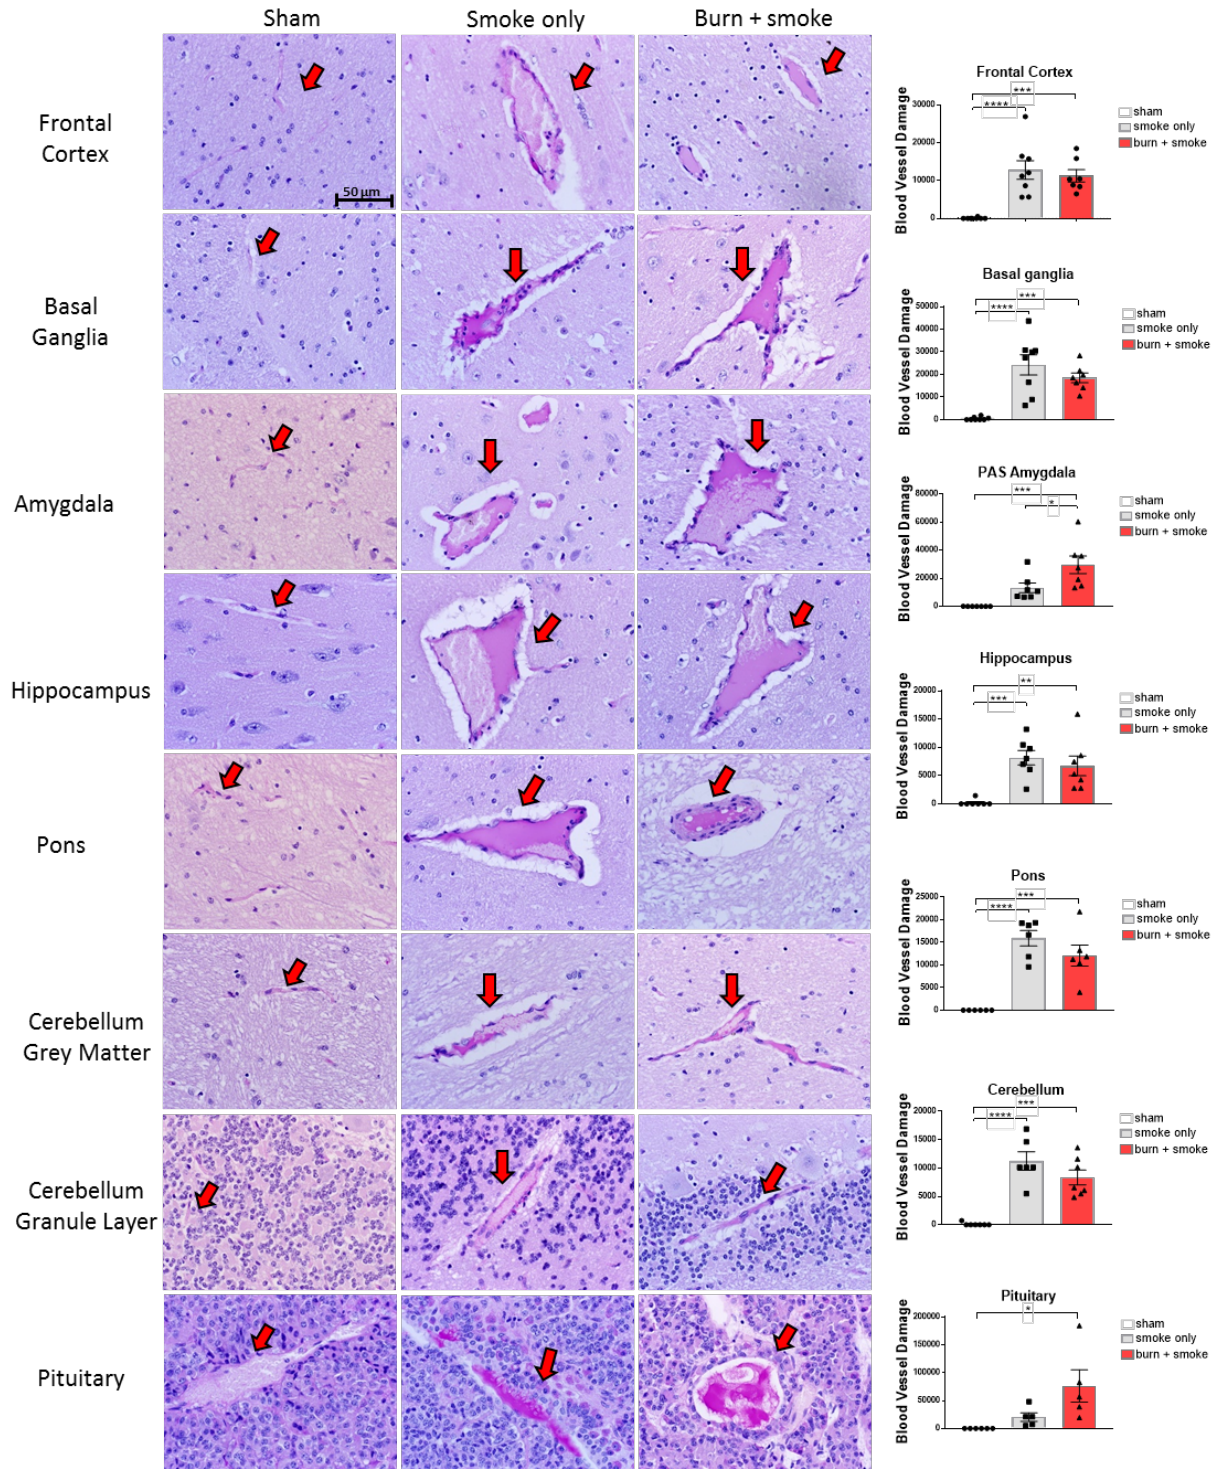 Sham
Smoke only
Burn + smoke
Frontal
Cortex
50 µm
Basal
Ganglia
Amygdala
Hippocampus
Pons
Cerebellum
Grey Matter
Cerebellum
Granule Layer
Pituitary
Frontal Cortex
Blood Vessel Damage
30000
20000
10000
0
***
****
sham
smoke only
burn + smoke
Basal ganglia
Blood Vessel Damage
50000
40000
30000
20000
10000
0
***
****
sham
smoke only
burn + smoke
PAS Amygdala
Blood Vessel Damage
80000
60000
40000
20000
0
***
*
sham
smoke only
burn + smoke
Hippocampus
Blood Vessel Damage
20000
15000
10000
5000
0
**
***
sham
smoke only
burn + smoke
Pons
Blood Vessel Damage
25000
20000
15000
10000
5000
0
***
****
sham
smoke only
burn + smoke
Cerebellum
Blood Vessel Damage
20000
15000
10000
5000
0
***
****
sham
smoke only
burn + smoke
Pituitary
Blood Vessel Damage
200000
150000
100000
50000
0
*
sham
smoke only
burn + smoke